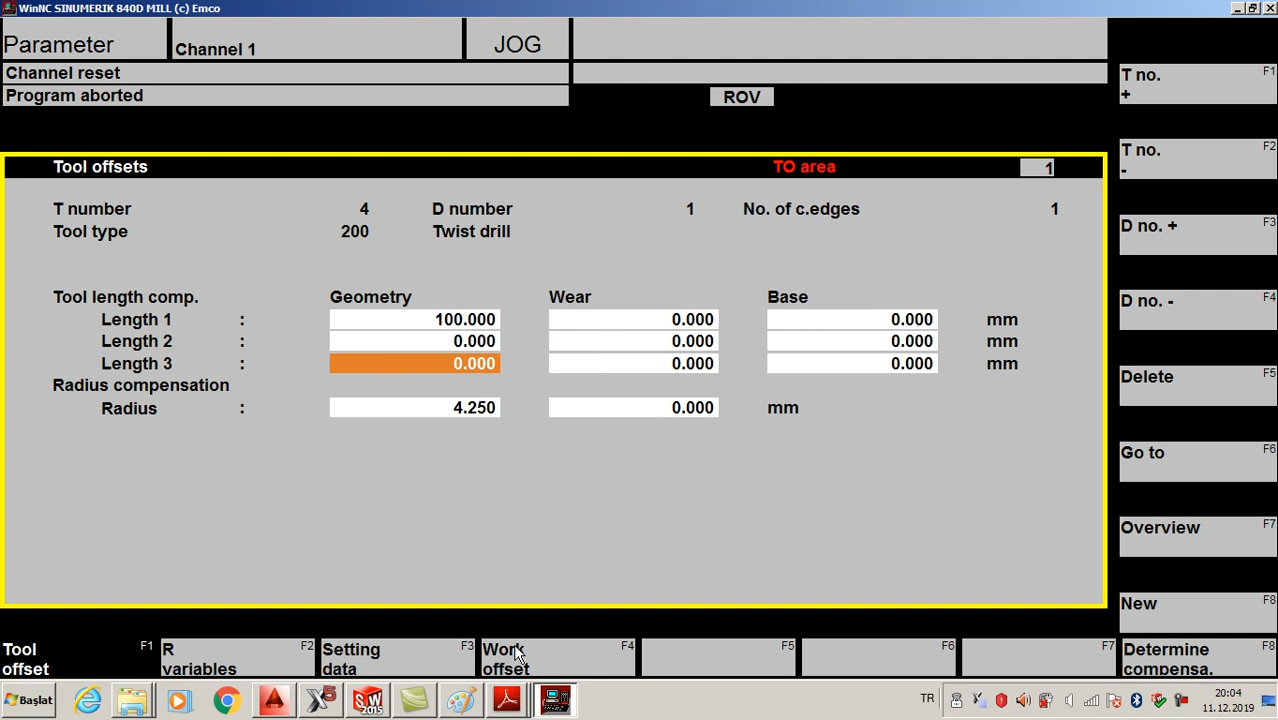 WinNC SINUMERIK 840D MILL (c) Emco
Parameter
Channel 1
JOG
Channel reset
Program aborted
ROV
Tool offsets
TO area
1
T number 4 D number 1 No. of c.edges 1
Tool type 200 Twist drill
Tool length comp. Geometry Wear Base
Length 1 : 100.000 0.000 0.000 mm
Length 2 : 0.000 0.000 0.000 mm
Length 3 : 0.000 0.000 0.000 mm
Radius compensation
Radius : 4.250 0.000 mm
T no. F1
+
T no. F2
-
D no. + F3
D no. - F4
Delete F5
Go to F6
Overview F7
New F8
Tool F1
offset
R F2
variables
Setting F3
data
Work F4
offset
F5
F6
F7
Determine F8
compensa.
Başlat
SW
2015
TR
20:04
11.12.2019